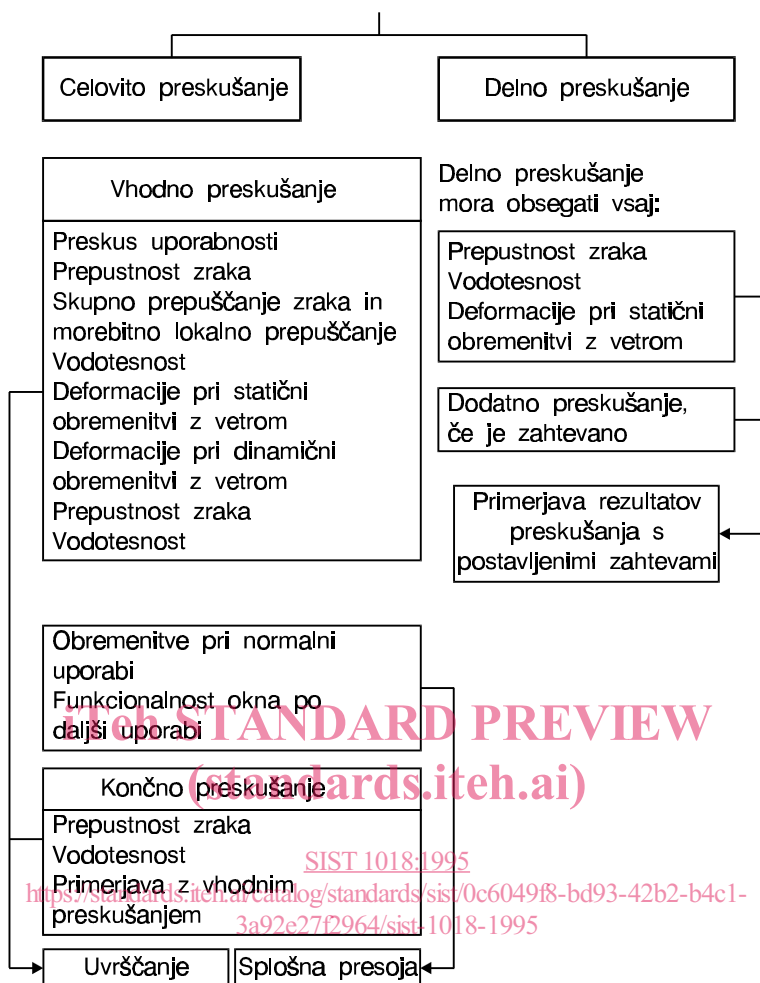 Celovito preskušanje
Delno preskušanje
Vhodno preskušanje
Preskus uporabnosti
Prepustnost zraka
Skupno prepuščanje zraka in
morebitno lokalno prepuščanje
Vodotesnost
Deformacije pri statični
obremenitvi z vetrom
Deformacije pri dinamični
obremenitvi z vetrom
Prepustnost zraka
Vodotesnost
Delno preskušanje
mora obsegati vsaj:
Prepustnost zraka
Vodotesnost
Deformacije pri statični
obremenitvi z vetrom
Dodatno preskušanje,
če je zahtevano
Primerjava rezultatov
preskušanja s
postavljenimi zahtevami
Obremenitve pri normalni
uporabi
Funkcionalnost okna po
daljši uporabi
iTeh STANDARD PREVIEW
(standards.iteh.ai)
Končno preskušanje
Prepustnost zraka
Vodotesnost
Primerjava z vhodnim
preskušanjem
SIST 1018:1995
https://standards.iteh.ai/catalog/standards/sist/0c6049f8-bd93-42b2-b4c1-
3a92e27f2964/sist-1018-1995
Uvrščanje
Splošna presoja